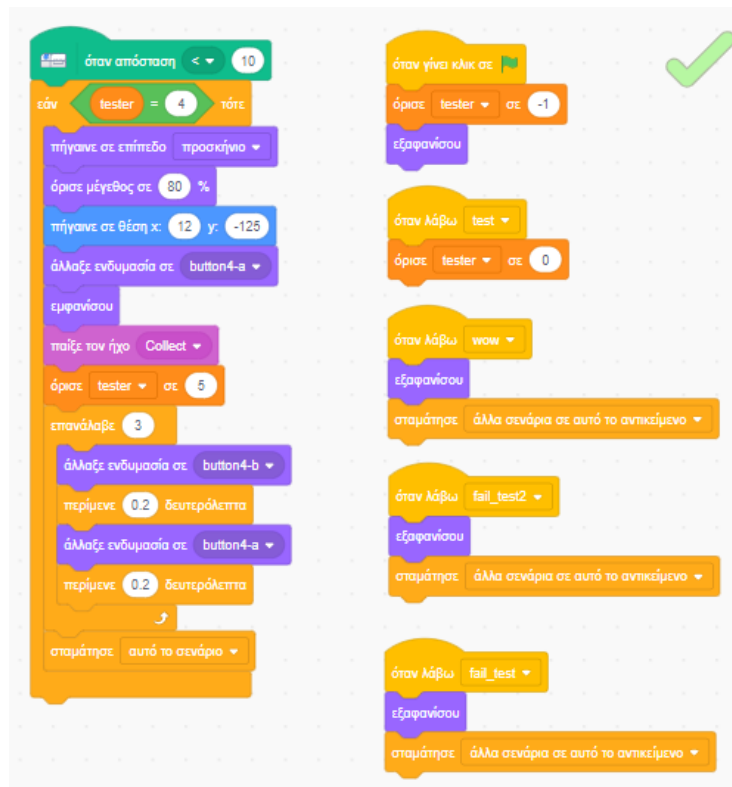 όταν απόσταση < 10
εάν tester = 4 τότε
πήγαινε σε επίπεδο προσκήνιο
όρισε μέγεθος σε 80 %
πήγαινε σε θέση x: 12 y: -125
άλλαξε ενδυμασία σε button4-a
εμφανίσου
παίξε τον ήχο Collect
όρισε tester σε 5
επανάλαβε 3
άλλαξε ενδυμασία σε button4-b
περίμενε 0.2 δευτερόλεπτα
άλλαξε ενδυμασία σε button4-a
περίμενε 0.2 δευτερόλεπτα
σταμάτησε αυτό το σενάριο
όταν γίνει κλικ σε
όρισε tester σε -1
εξαφανίσου
όταν λάβω test
όρισε tester σε 0
όταν λάβω wow
εξαφανίσου
σταμάτησε άλλα σενάρια σε αυτό το αντικείμενο
όταν λάβω fail_test2
εξαφανίσου
σταμάτησε άλλα σενάρια σε αυτό το αντικείμενο
όταν λάβω fail_test
εξαφανίσου
σταμάτησε άλλα σενάρια σε αυτό το αντικείμενο